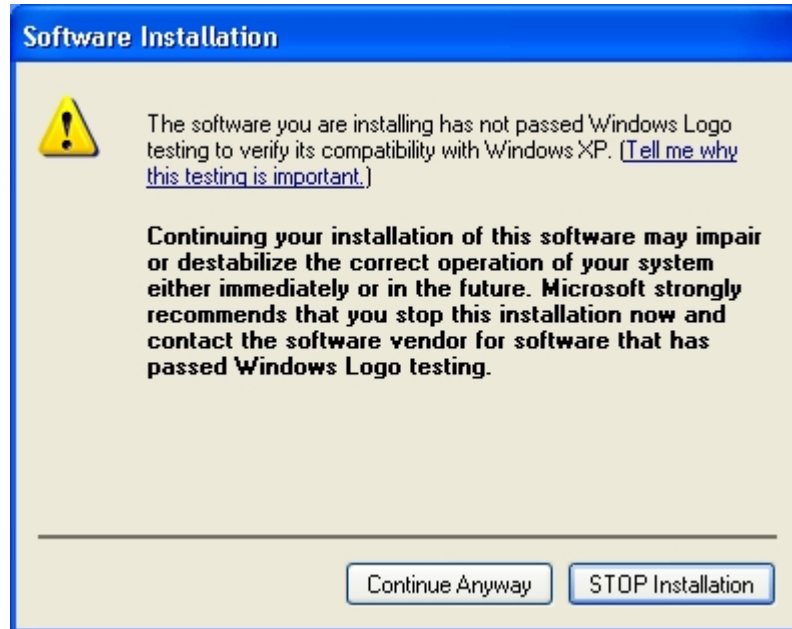 Software Installation
The software you are installing has not passed Windows Logo
testing to verify its compatibility with Windows XP. (Tell me why
this testing is important.)
Continuing your installation of this software may impair
or destabilize the correct operation of your system
either immediately or in the future. Microsoft strongly
recommends that you stop this installation now and
contact the software vendor for software that has
passed Windows Logo testing.
Continue Anyway
STOP Installation